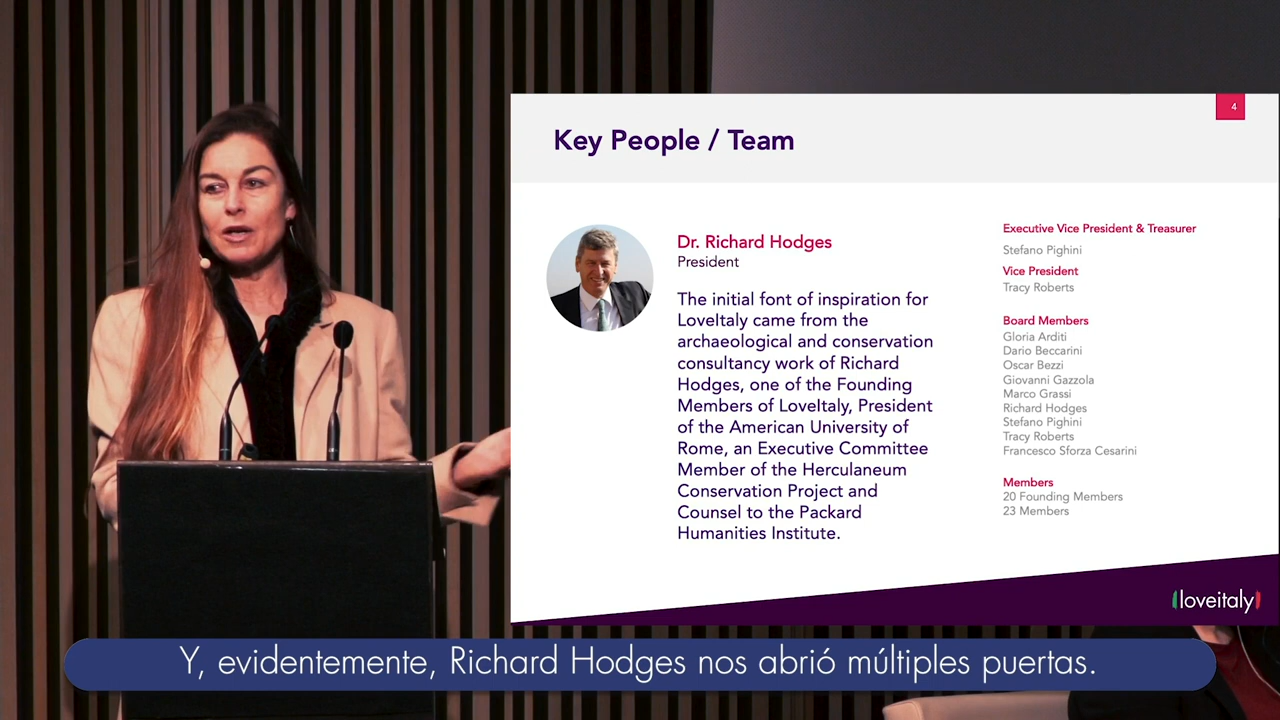 4
Key People / Team
Dr. Richard Hodges
President
The initial font of inspiration for
LoveItaly came from the
archaeological and conservation
consultancy work of Richard
Hodges, one of the Founding
Members of LoveItaly, President
of the American University of
Rome, an Executive Committee
Member of the Herculaneum
Conservation Project and
Counsel to the Packard
Humanities Institute.
Executive Vice President & Treasurer
Stefano Pighini
Vice President
Tracy Roberts
Board Members
Gloria Arditi
Dario Beccarini
Oscar Bezzi
Giovanni Gazzola
Marco Grassi
Richard Hodges
Stefano Pighini
Tracy Roberts
Francesco Sforza Cesarini
Members
20 Founding Members
23 Members
loveitaly
Y, evidentemente, Richard Hodges nos abrió múltiples puertas.